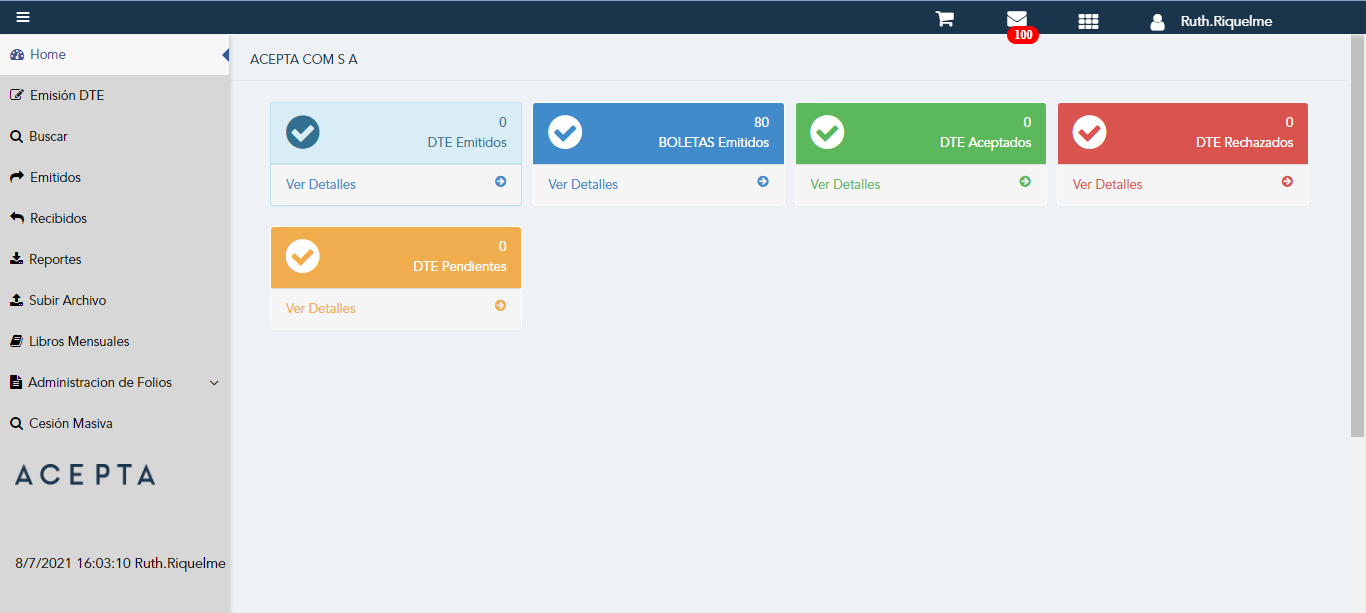 Ruth.Riquelme
100
Home
ACEPTA COM S A
Emisión DTE
Buscar
Emitidos
Recibidos
Reportes
Subir Archivo
Libros Mensuales
Administracion de Folios
Cesión Masiva
ACEPTA
8/7/2021 16:03:10 Ruth.Riquelme
0
DTE Emitidos
Ver Detalles
80
BOLETAS Emitidos
Ver Detalles
0
DTE Aceptados
Ver Detalles
0
DTE Rechazados
Ver Detalles
0
DTE Pendientes
Ver Detalles